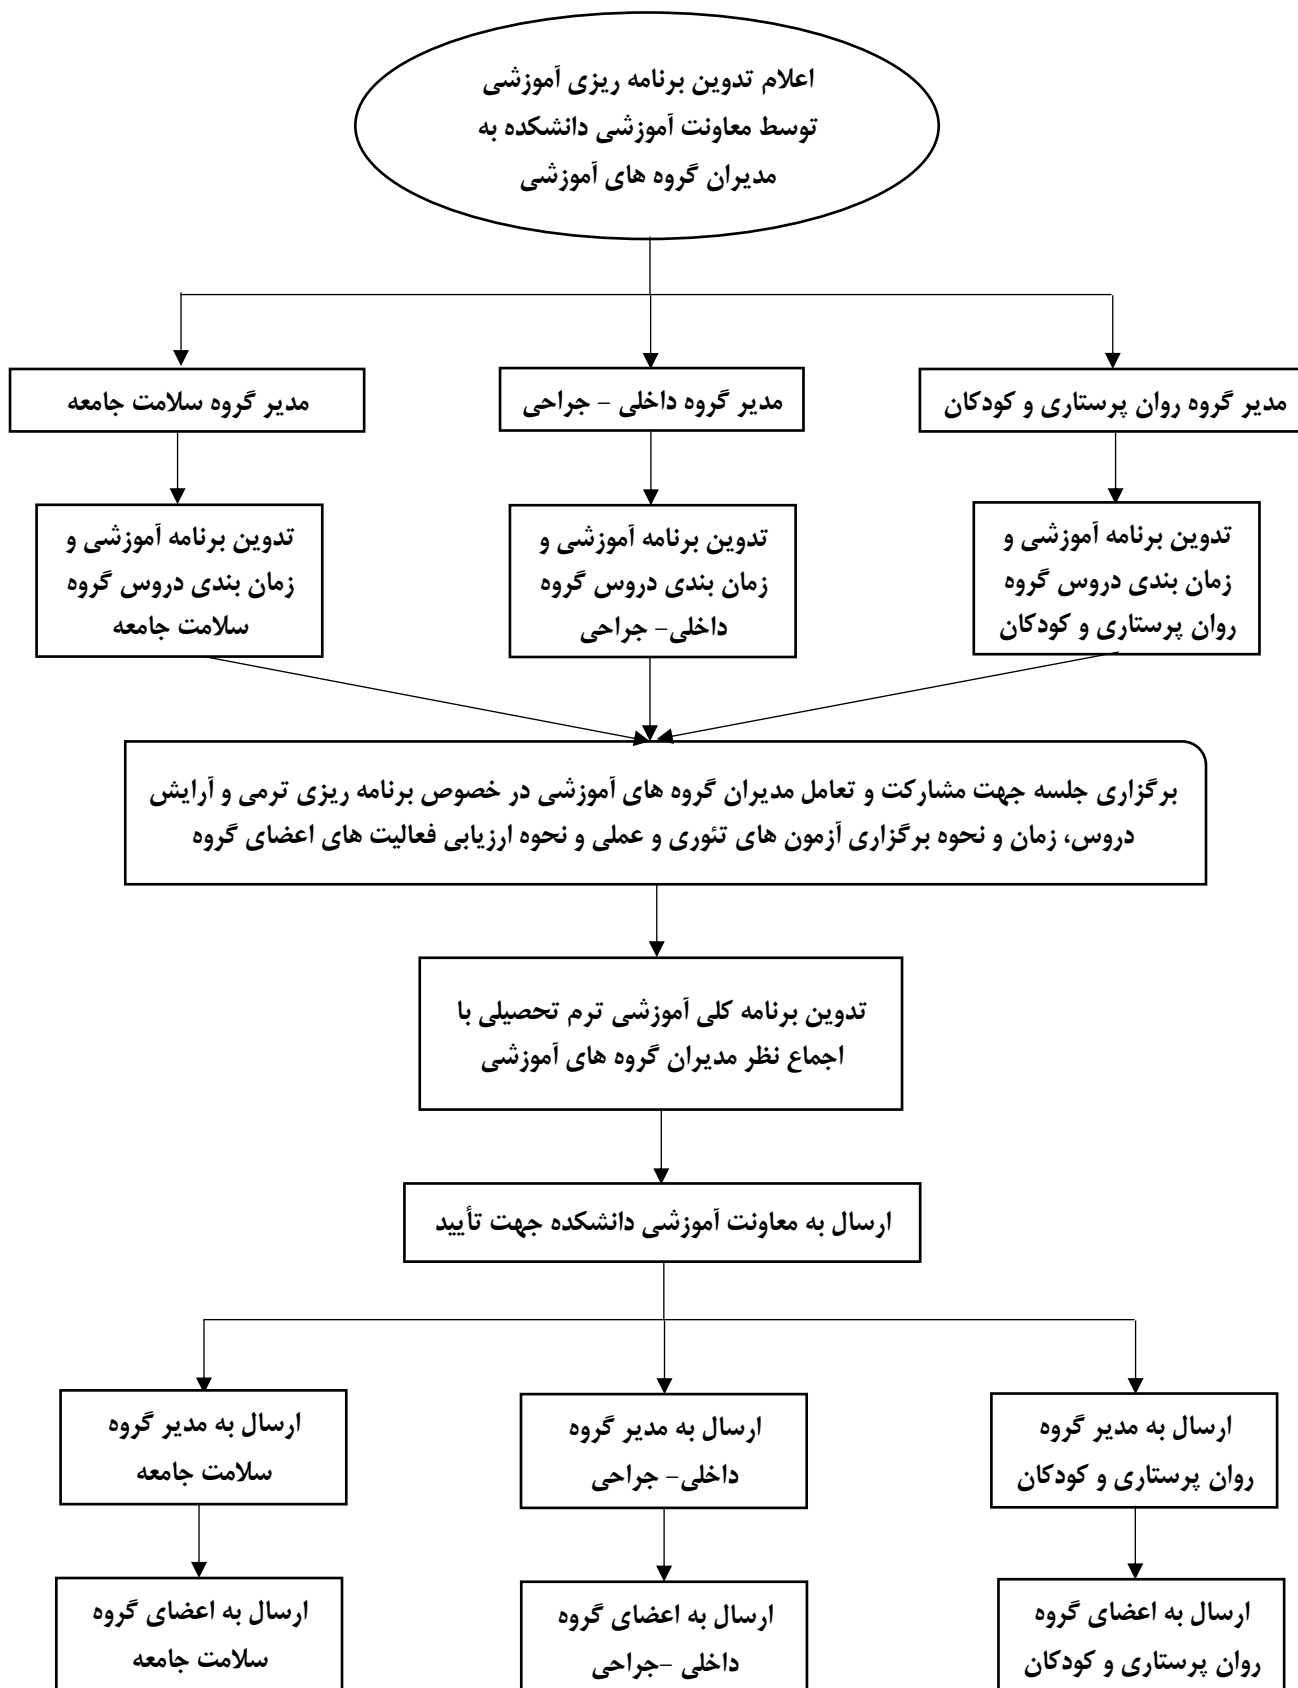 اعلام تدوین برنامه ریزی آموزشی
توسط معاونت آموزشی دانشکده به
مدیران گروه های آموزشی
مدیر گروه روان پرستاری و کودکان
مدیر گروه داخلی - جراحی
مدیر گروه سلامت جامعه
تدوین برنامه آموزشی و
زمان بندی دروس گروه
روان پرستاری و کودکان
تدوین برنامه آموزشی و
زمان بندی دروس گروه
داخلی- جراحی
تدوین برنامه آموزشی و
زمان بندی دروس گروه
سلامت جامعه
برگزاری جلسه جهت مشارکت و تعامل مدیران گروه های آموزشی در خصوص برنامه ریزی ترمی و آرایش
دروس، زمان و نحوه برگزاری آزمون های تئوری و عملی و نحوه ارزیابی فعالیت های اعضای گروه
تدوین برنامه کلی آموزشی ترم تحصیلی با
اجماع نظر مدیران گروه های آموزشی
ارسال به معاونت آموزشی دانشکده جهت تأیید
ارسال به مدیر گروه
روان پرستاری و کودکان
ارسال به مدیر گروه
داخلی- جراحی
ارسال به مدیر گروه
سلامت جامعه
ارسال به اعضای گروه
روان پرستاری و کودکان
ارسال به اعضای گروه
داخلی -جراحی
ارسال به اعضای گروه
سلامت جامعه